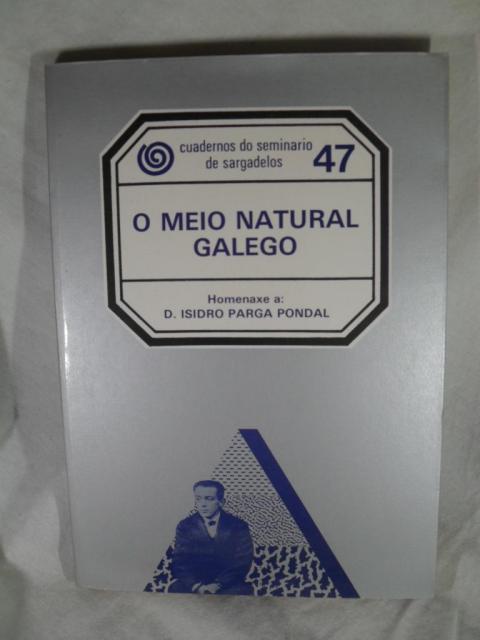 cuadernos do seminario
de sargadelos 47
O MEIO NATURAL
GALEGO
Homenaxe a:
D. ISIDRO PARGA PONDAL